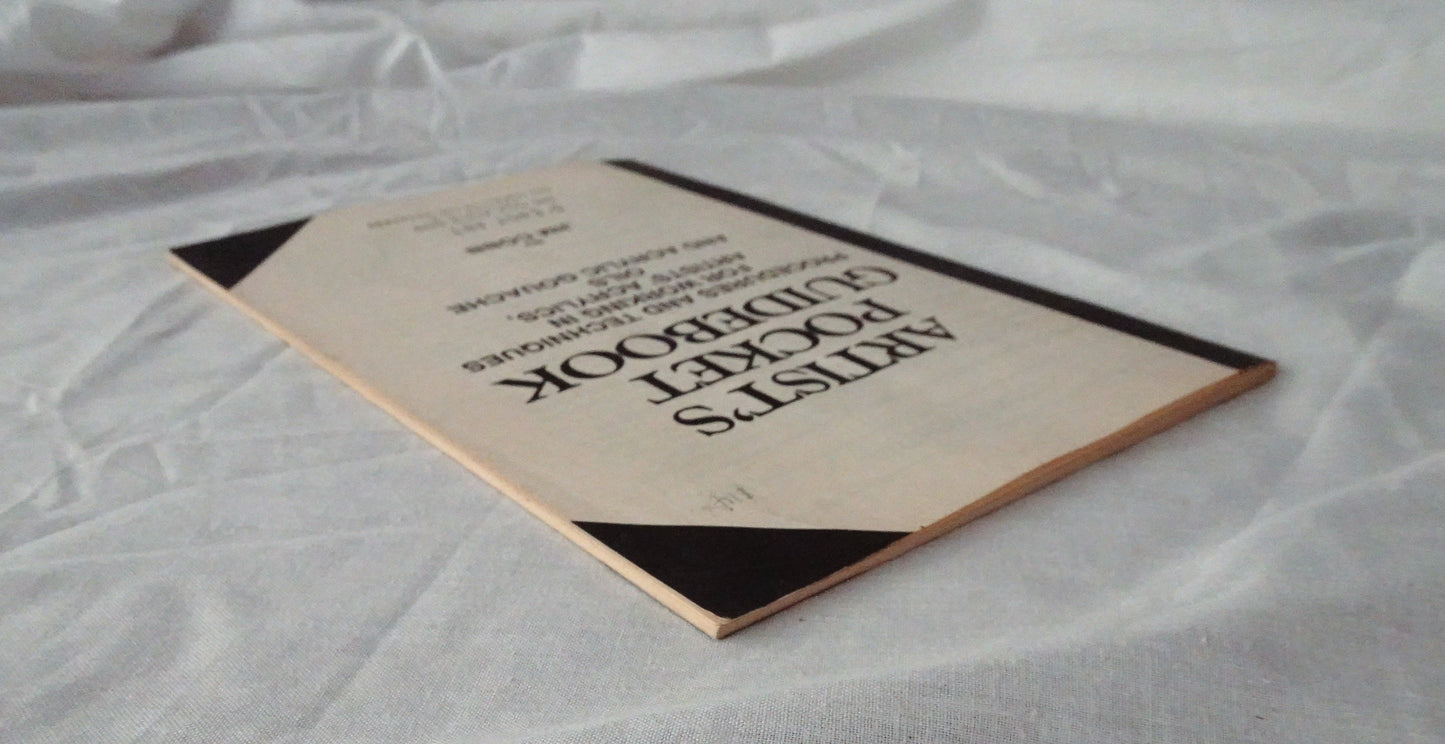 ARTIST'S
POCKET
GUIDEBOOK
PROCEDURES AND TECHNIQUES
FOR WORKING IN
ARTISTS' ACRYLICS,
OILS
AND ACRYLIC GOUACHE